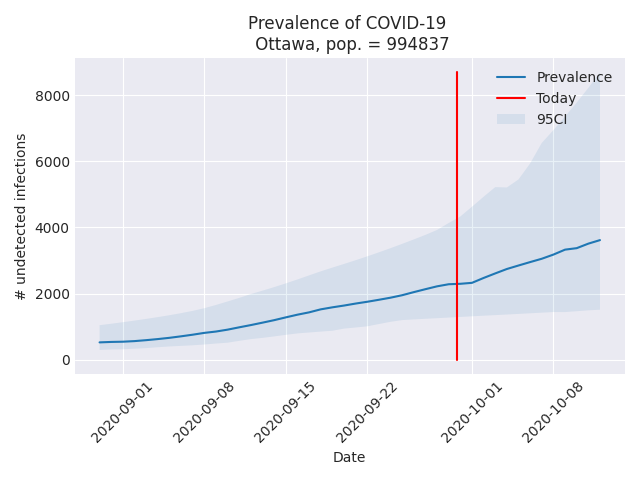 Prevalence of COVID-19
Ottawa, pop. = 994837
Prevalence
Today
95CI
8000
6000
4000
2000
0
# undetected infections
2020-09-01
2020-09-08
2020-09-15
2020-09-22
2020-10-01
2020-10-08
Date